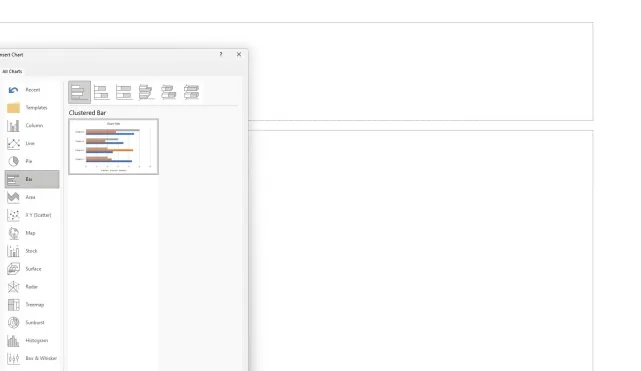 nsert Chart
? ×
All Charts
Recent
Templates
Column
Line
Pie
Bar
Area
X Y (Scatter)
Map
Stock
Surface
Radar
Treemap
Sunburst
Histogram
Box & Whisker
Clustered Bar